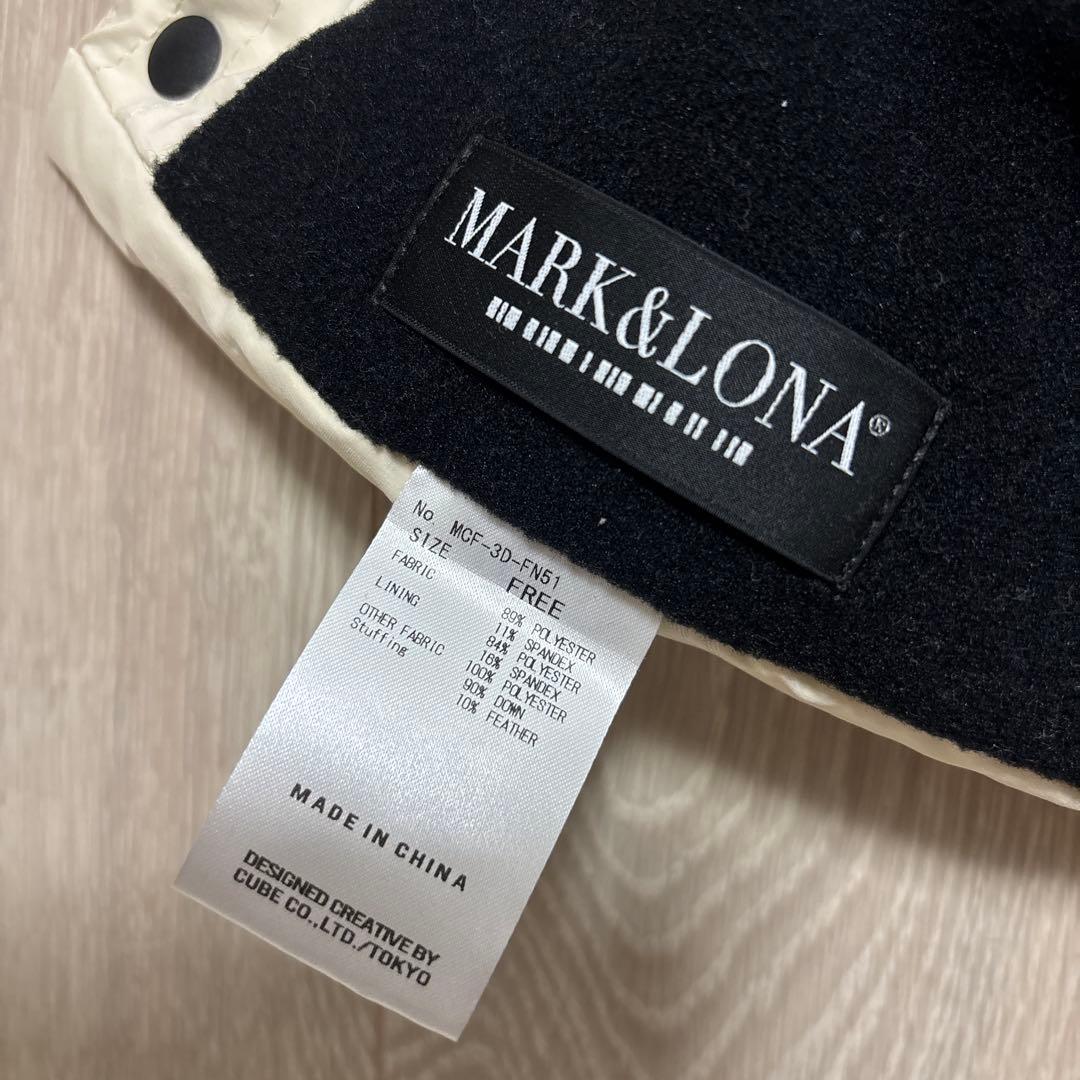 MARK&LONA®
No. MCF-3D-FN51
SIZE FREE
FABRIC 89% POLYESTER
11% SPANDEX
LINING 84% POLYESTER
16% SPANDEX
OTHER FABRIC 100% POLYESTER
Stuffing 90% DOWN
10% FEATHER
MADE IN CHINA
DESIGNED CREATIVE BY
CUBE CO.,LTD./TOKYO